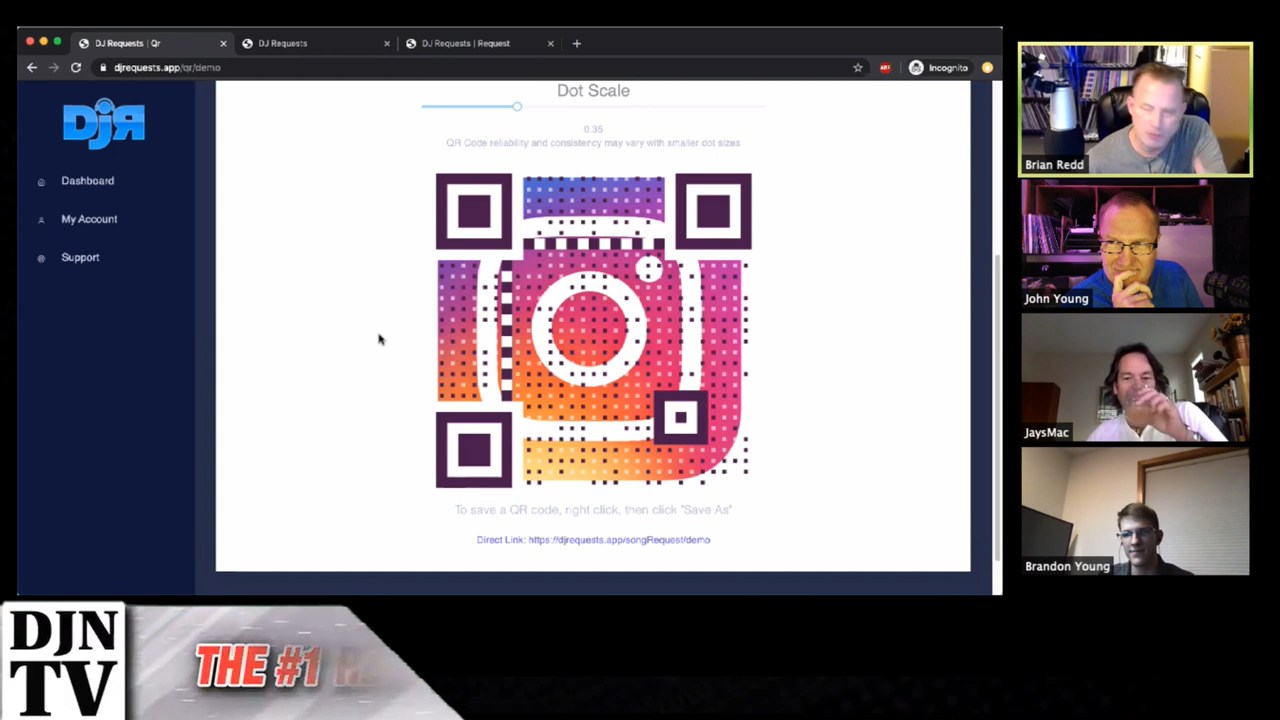 DJ Requests | Qr
DJ Requests
DJ Requests | Request
djrequests.app/qr/demo
ABP
Incognito
DJR
Dashboard
My Account
Support
Dot Scale
0.35
QR Code reliability and consistency may vary with smaller dot sizes
To save a QR code, right click, then click "Save As"
Direct Link: https://djrequests.app/songRequest/demo
Brian Redd
John Young
JaysMac
Brandon Young
DJN
TV
THE #1